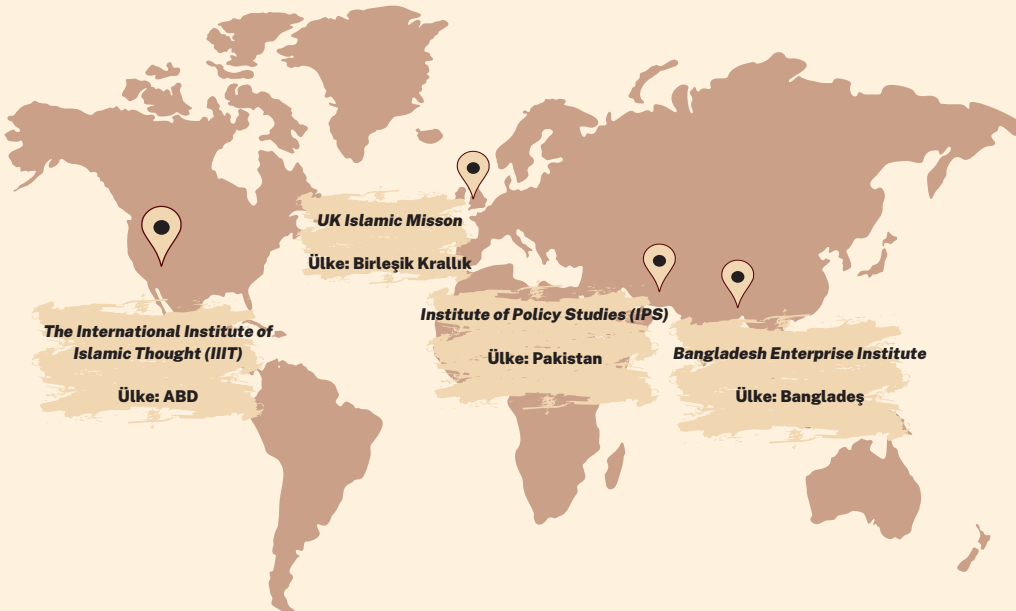 UK Islamic Misson
Ülke: Birleşik Krallık
The International Institute of
Islamic Thought (IIIT)
Ülke: ABD
Institute of Policy Studies (IPS)
Ülke: Pakistan
Bangladesh Enterprise Institute
Ülke: Bangladeş